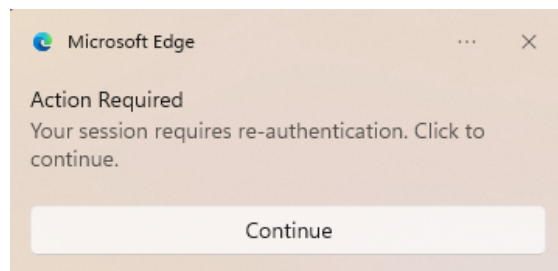 Microsoft Edge
Action Required
Your session requires re-authentication. Click to
continue.
Continue